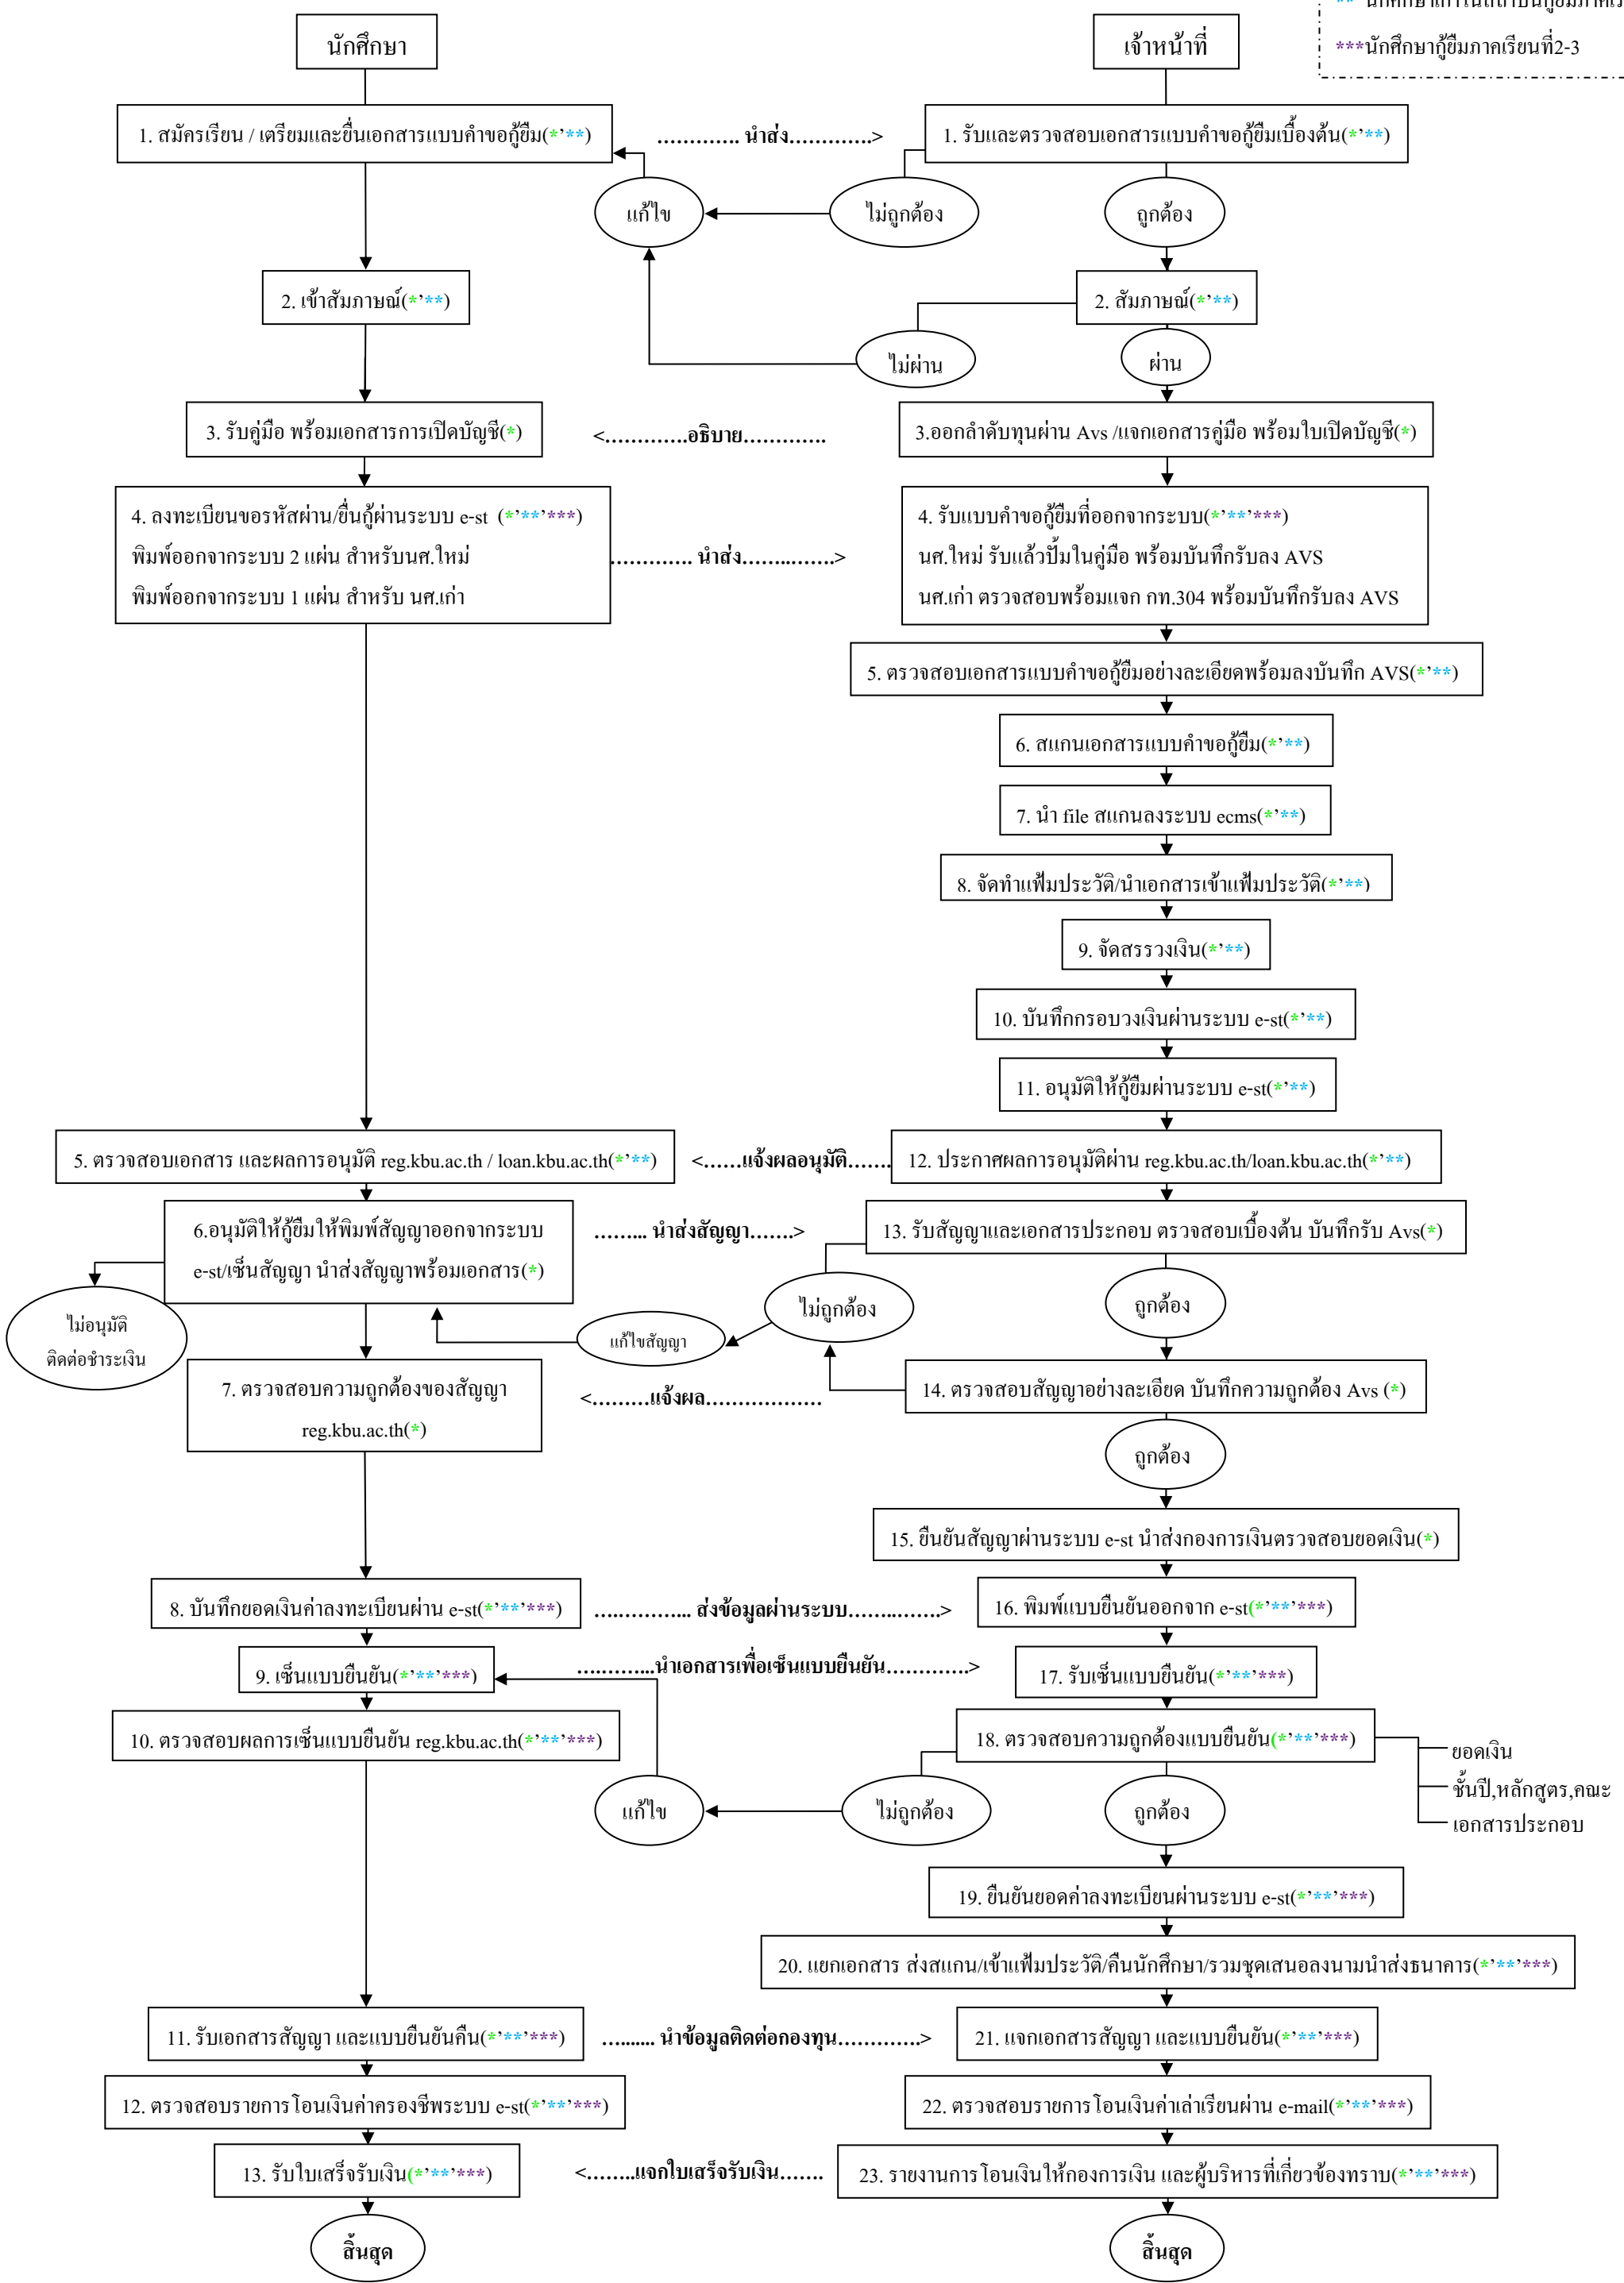 ** นักศึกษาเก่าในสถาบันกู้ยืมภาคเรี
***นักศึกษากู้ยืมภาคเรียนที่2-3
นักศึกษา
เจ้าหน้าที่
1. สมัครเรียน / เตรียมและยื่นเอกสารแบบคำขอกู้ยืม(*’**)
…………. นำส่ง………….>
1. รับและตรวจสอบเอกสารแบบคำขอกู้ยืมเบื้องต้น(*’**)
แก้ไข
ไม่ถูกต้อง
ถูกต้อง
2. เข้าสัมภาษณ์(*’**)
2. สัมภาษณ์(*’**)
ไม่ผ่าน
ผ่าน
3. รับคู่มือ พร้อมเอกสารการเปิดบัญชี(*)
<………….อธิบาย………….
3.ออกลำดับทุนผ่าน Avs /แจกเอกสารคู่มือ พร้อมใบเปิดบัญชี(*)
4. ลงทะเบียนขอรหัสผ่าน/ยื่นกู้ผ่านระบบ e-st (*’**’***)
พิมพ์ออกจากระบบ 2 แผ่น สำหรับนศ.ใหม่
พิมพ์ออกจากระบบ 1 แผ่น สำหรับ นศ.เก่า
…………. นำส่ง……..…….>
4. รับแบบคำขอกู้ยืมที่ออกจากระบบ(*’**’***)
นศ.ใหม่ รับแล้วปั้มในคู่มือ พร้อมบันทึกรับลง AVS
นศ.เก่า ตรวจสอบพร้อมแจก กท.304 พร้อมบันทึกรับลง AVS
5. ตรวจสอบเอกสารแบบคำขอกู้ยืมอย่างละเอียดพร้อมลงบันทึก AVS(*’**)
6. สแกนเอกสารแบบคำขอกู้ยืม(*’**)
7. นำ file สแกนลงระบบ ecms(*’**)
8. จัดทำแฟ้มประวัติ/นำเอกสารเข้าแฟ้มประวัติ(*’**)
9. จัดสรรวงเงิน(*’**)
10. บันทึกกรอบวงเงินผ่านระบบ e-st(*’**)
11. อนุมัติให้กู้ยืมผ่านระบบ e-st(*’**)
5. ตรวจสอบเอกสาร และผลการอนุมัติ reg.kbu.ac.th / loan.kbu.ac.th(*’**)
<……แจ้งผลอนุมัติ…….
12. ประกาศผลการอนุมัติผ่าน reg.kbu.ac.th/loan.kbu.ac.th(*’**)
6.อนุมัติให้กู้ยืมให้พิมพ์สัญญาออกจากระบบ
e-st/เซ็นสัญญา นำส่งสัญญาพร้อมเอกสาร(*)
…….. นำส่งสัญญา…….>
13. รับสัญญาและเอกสารประกอบ ตรวจสอบเบื้องต้น บันทึกรับ Avs(*)
ไม่อนุมัติ
ติดต่อชำระเงิน
แก้ไขสัญญา
ไม่ถูกต้อง
ถูกต้อง
7. ตรวจสอบความถูกต้องของสัญญา
reg.kbu.ac.th(*)
<………แจ้งผล………………
14. ตรวจสอบสัญญาอย่างละเอียด บันทึกความถูกต้อง Avs (*)
ถูกต้อง
15. ยืนยันสัญญาผ่านระบบ e-st นำส่งกองการเงินตรวจสอบยอดเงิน(*)
8. บันทึกยอดเงินค่าลงทะเบียนผ่าน e-st(*’**’***)
…..……….. ส่งข้อมูลผ่านระบบ……..…….>
16. พิมพ์แบบยืนยันออกจาก e-st(*’**’***)
9. เซ็นแบบยืนยัน(*’**’***)
….……...นำเอกสารเพื่อเซ็นแบบยืนยัน………….>
17. รับเซ็นแบบยืนยัน(*’**’***)
10. ตรวจสอบผลการเซ็นแบบยืนยัน reg.kbu.ac.th(*’**’***)
18. ตรวจสอบความถูกต้องแบบยืนยัน(*’**’***)
ยอดเงิน
ชั้นปี,หลักสูตร,คณะ
เอกสารประกอบ
แก้ไข
ไม่ถูกต้อง
ถูกต้อง
19. ยืนยันยอดค่าลงทะเบียนผ่านระบบ e-st(*’**’***)
20. แยกเอกสาร ส่งสแกน/เข้าแฟ้มประวัติ/คืนนักศึกษา/รวมชุดเสนอลงนามนำส่งธนาคาร(*’**’***)
11. รับเอกสารสัญญา และแบบยืนยันคืน(*’**’***)
…....... นำข้อมูลติดต่อกองทุน………….>
21. แจกเอกสารสัญญา และแบบยืนยัน(*’**’***)
12. ตรวจสอบรายการโอนเงินค่าครองชีพระบบ e-st(*’**’***)
22. ตรวจสอบรายการโอนเงินค่าเล่าเรียนผ่าน e-mail(*’**’***)
13. รับใบเสร็จรับเงิน(*’**’***)
<……..แจกใบเสร็จรับเงิน…….
23. รายงานการโอนเงินให้กองการเงิน และผู้บริหารที่เกี่ยวข้องทราบ(*’**’***)
สิ้นสุด
สิ้นสุด